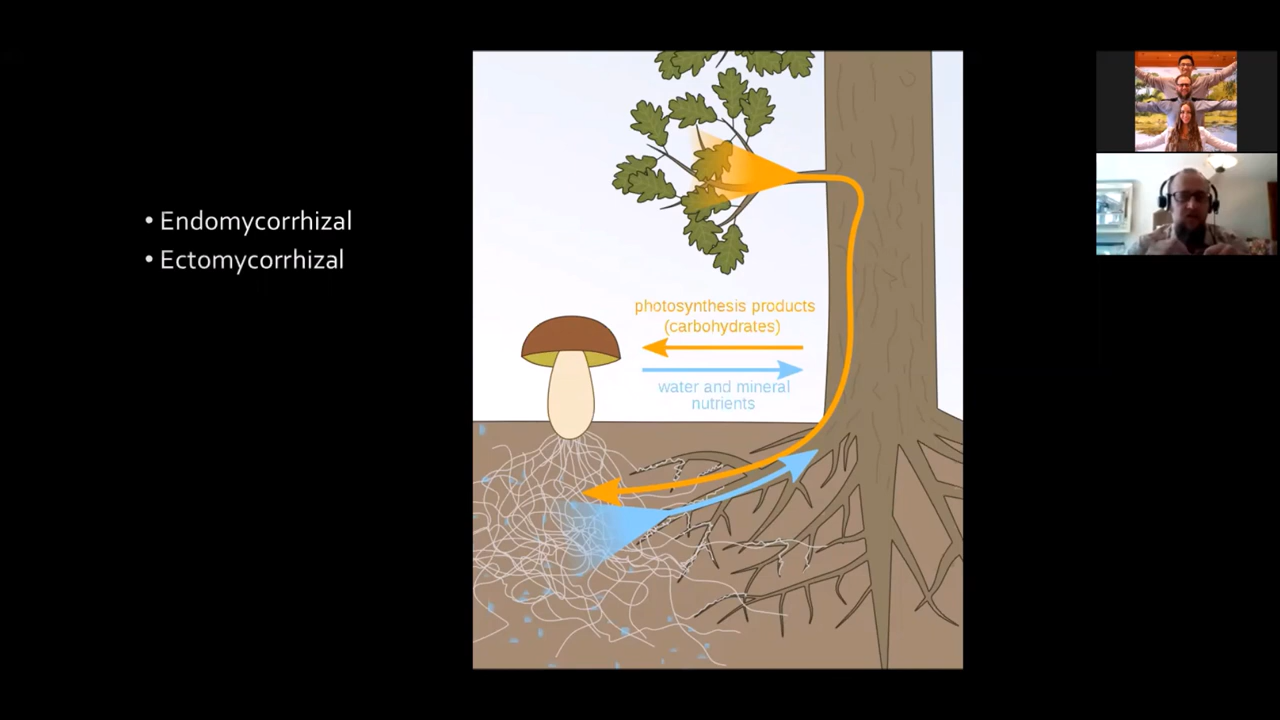 • Endomycorrhizal
• Ectomycorrhizal
photosynthesis products
(carbohydrates)
water and mineral
nutrients